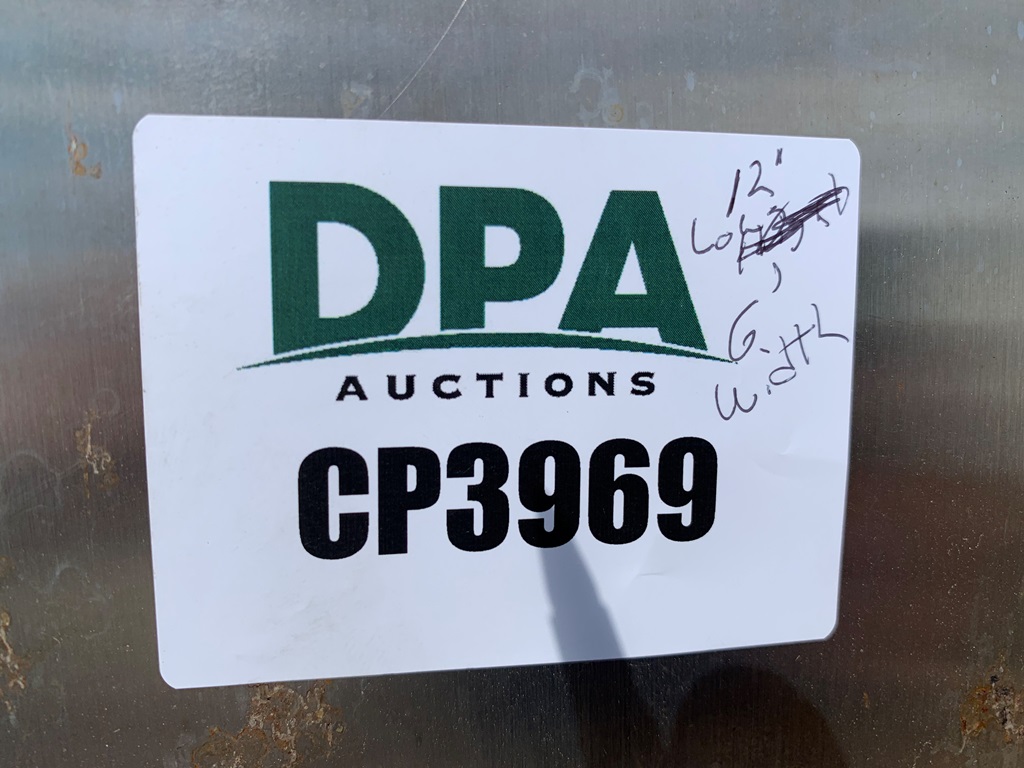 DPA
AUCTIONS
CP3969
12"
Long
6
Width